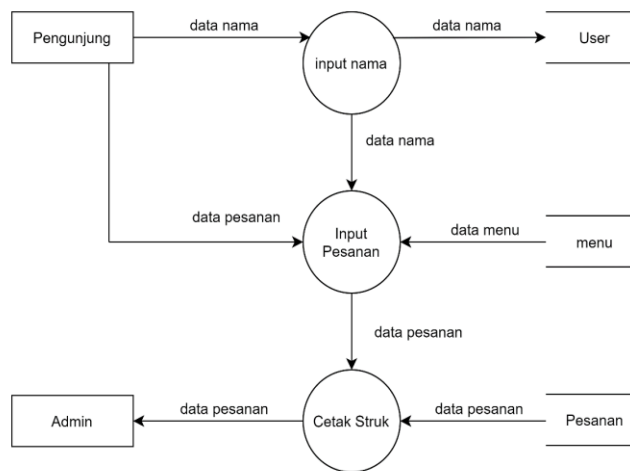 data nama
data nama
Pengunjung
input nama
User
data nama
data pesanan
Input
Pesanan
data menu
menu
data pesanan
data pesanan
data pesanan
Admin
Cetak Struk
Pesanan